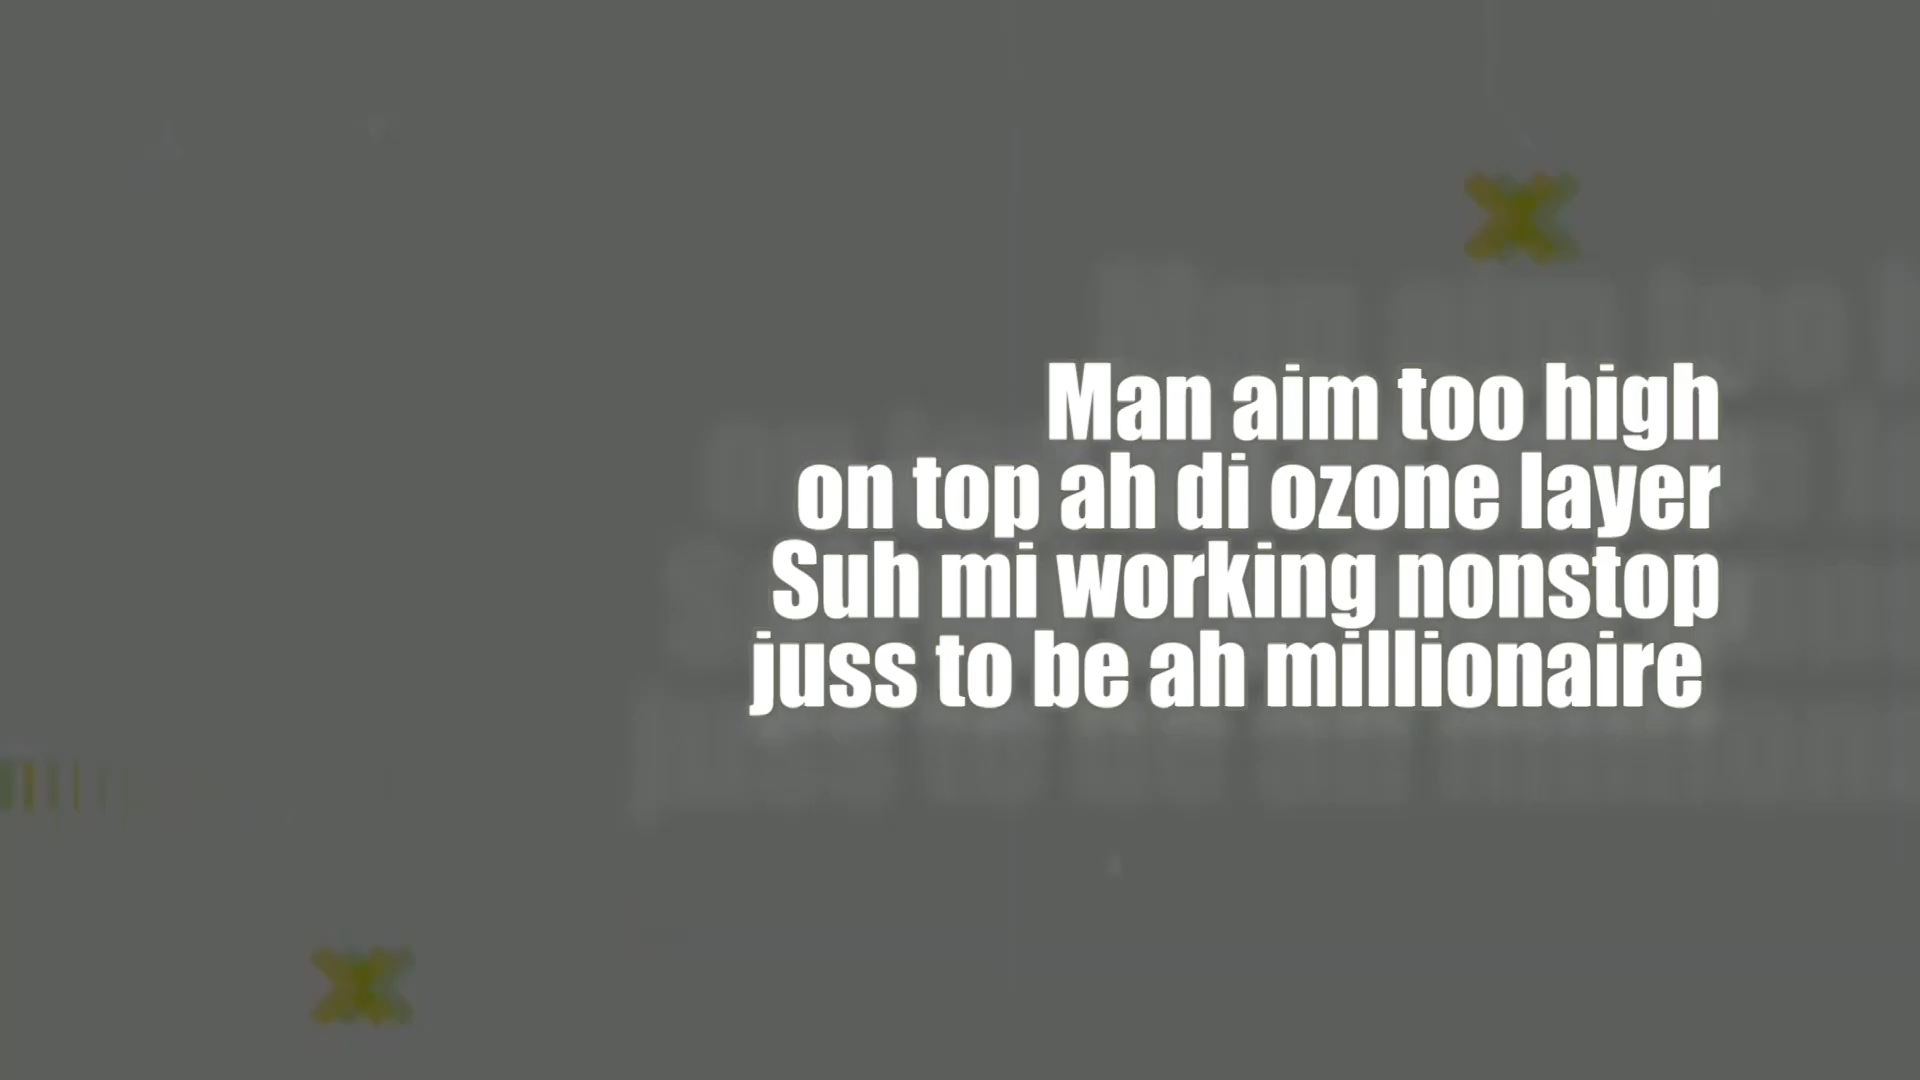 Man aim too high
on top ah di ozone layer
Suh mi working nonstop
juss to be ah millionaire